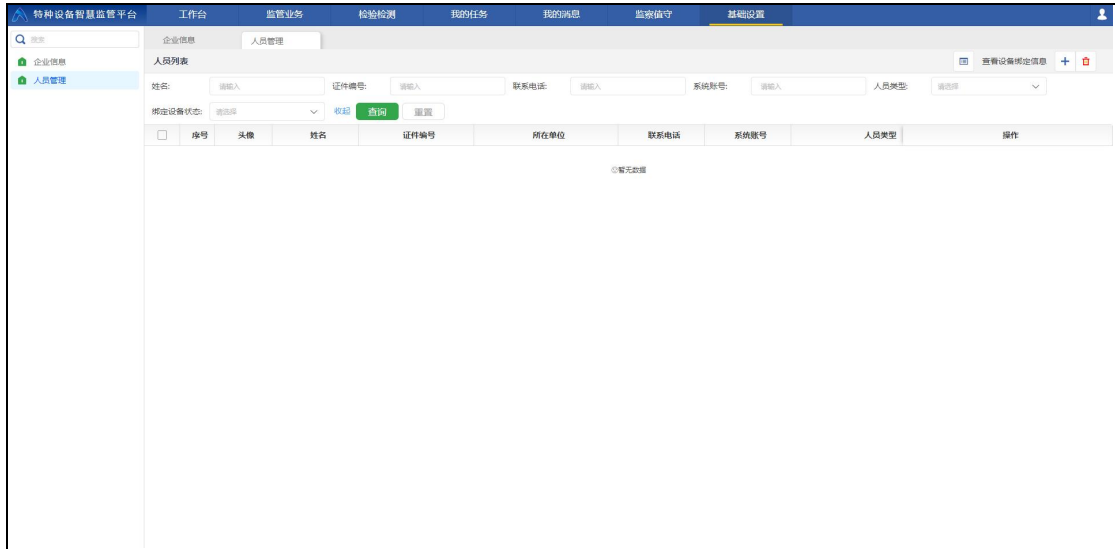 特种设备智慧监管平台 工作台 监管业务 检验检测 我的任务 我的消息 监察值守 基础设置
搜索 企业信息 人员管理
企业信息 人员列表 查看设备绑定信息
人员管理 姓名: 请输入 证件编号: 请输入 联系电话: 请输入 系统账号: 请输入 人员类型: 请选择
绑定设备状态: 请选择 收起 查询 重置
序号 头像 姓名 证件编号 所在单位 联系电话 系统账号 人员类型 操作
暂无数据